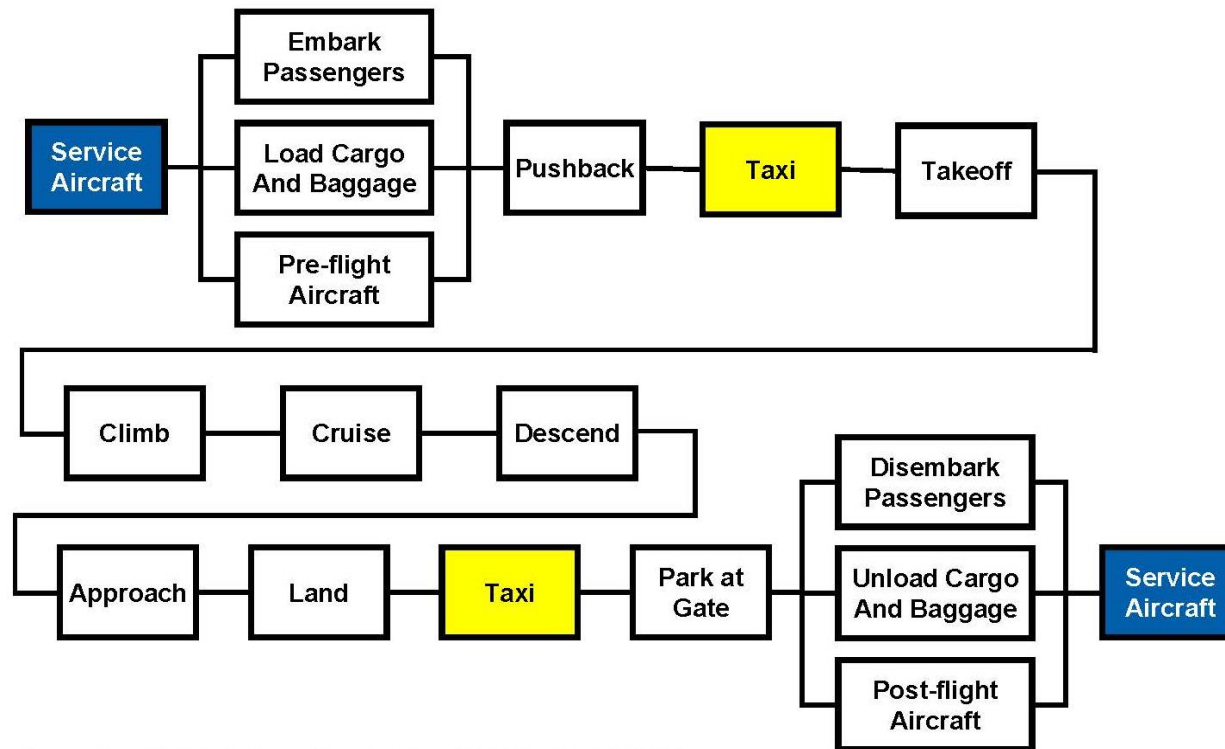 Embark
Passengers
Service
Aircraft
Load Cargo
And Baggage
Pushback
Taxi
Takeoff
Pre-flight
Aircraft
Climb
Cruise
Descend
Disembark
Passengers
Approach
Land
Taxi
Park at
Gate
Unload Cargo
And Baggage
Service
Aircraft
Post-flight
Aircraft